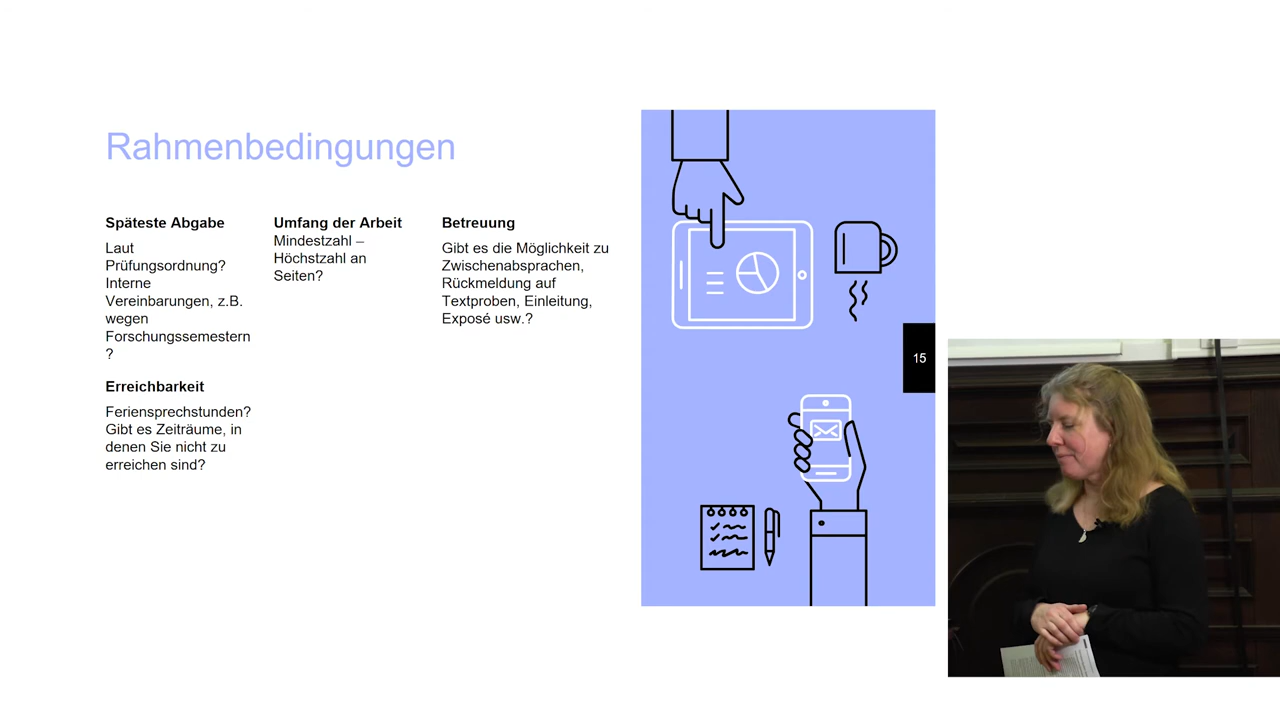 Rahmenbedingungen
Späteste Abgabe
Laut
Prüfungsordnung?
Interne
Vereinbarungen, z.B.
wegen
Forschungssemestern
?
Umfang der Arbeit
Mindestzahl –
Höchstzahl an
Seiten?
Betreuung
Gibt es die Möglichkeit zu
Zwischenabsprachen,
Rückmeldung auf
Textproben, Einleitung,
Exposé usw.?
Erreichbarkeit
Feriensprechstunden?
Gibt es Zeiträume, in
denen Sie nicht zu
erreichen sind?
15